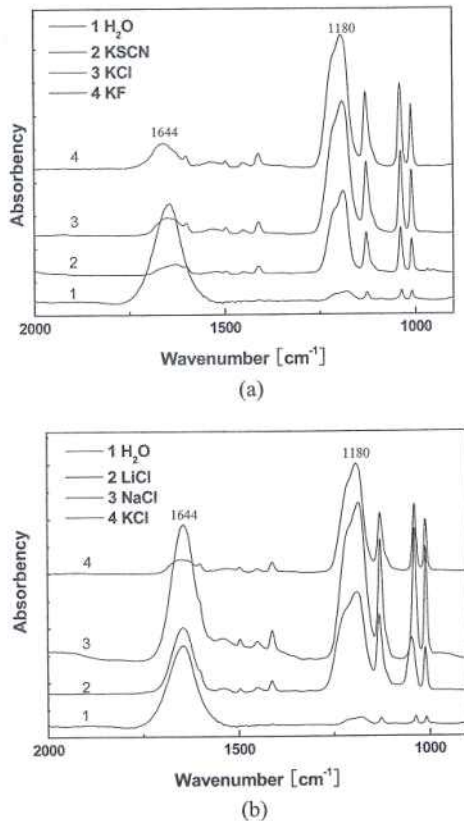 1 H₂O
2 KSCN
3 KCl
4 KF
1180
1644
4
3
2
1
Absorbency
2000
1500
1000
Wavenumber [cm⁻¹]
(a)
1 H₂O
2 LiCl
3 NaCl
4 KCl
1180
1644
4
3
2
1
Absorbency
2000
1500
1000
Wavenumber [cm⁻¹]
(b)